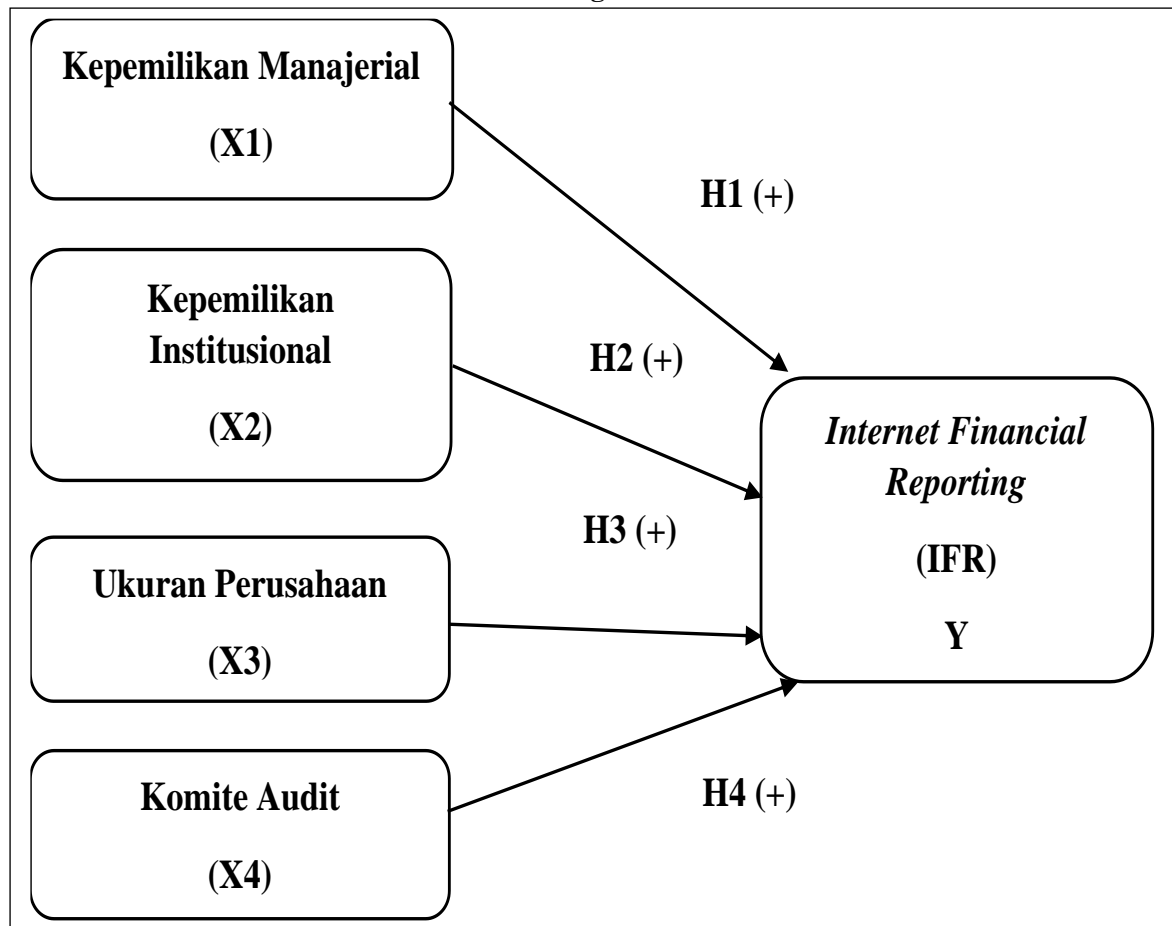 Kepemilikan Manajerial
(X1)
H1 (+)
Kepemilikan
Institusional
(X2)
H2 (+)
Internet Financial
Reporting
(IFR)
Y
H3 (+)
Ukuran Perusahaan
(X3)
Komite Audit
(X4)
H4 (+)